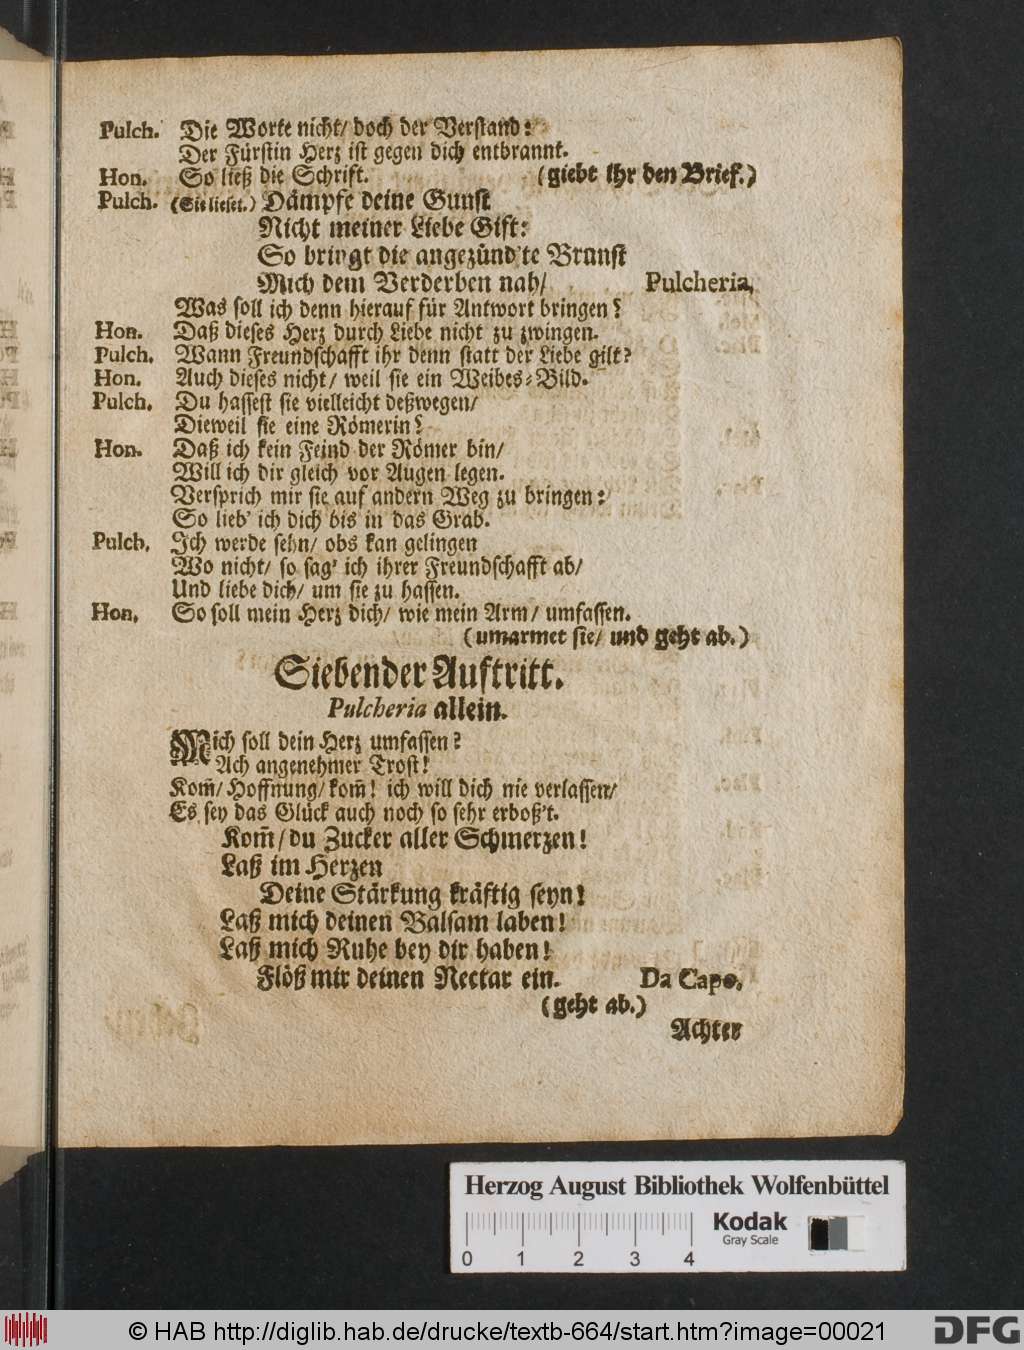 Pulch. Die Worte nicht/ doch der Verstand:
Der Fürstin Herz ist gegen dich entbrannt.
Hon. So ließ die Schrift. (giebt ihr den Brief.)
Pulch. (Sie lieset.) Dämpfe deine Gunst
Nicht meiner Liebe Gift:
So bringt die angezünd'te Brunst
Mich dem Verderben nah/ Pulcheria,
Was soll ich denn hierauf für Antwort bringen?
Hon. Daß dieses Herz durch Liebe nicht zu zwingen.
Pulch. Wann Freundschafft ihr denn statt der Liebe gilt?
Hon. Auch dieses nicht/ weil sie ein Weibes-Bild.
Pulch. Du hassest sie vielleicht deßwegen/
Dieweil sie eine Römerin?
Hon. Daß ich kein Feind der Römer bin/
Will ich dir gleich vor Augen legen.
Versprich mir sie auf andern Weg zu bringen:
So lieb' ich dich bis in das Grab.
Pulch. Ich werde sehn/ obs kan gelingen
Wo nicht/ so sag' ich ihrer Freundschafft ab/
Und liebe dich/ um sie zu hassen.
Hon. So soll mein Herz dich/ wie mein Arm/ umfassen.
(umarmet sie/ und geht ab.)
Siebender Auftritt.
Pulcheria allein.
Mich soll dein Herz umfassen?
Ach angenehmer Trost!
Kom̃/ Hoffnung/ kom̃! ich will dich nie verlassen/
Es sey das Glück auch noch so sehr erboß't.
Kom̃/ du Zucker aller Schmerzen!
Laß im Herzen
Deine Stärkung kräftig seyn!
Laß mich deinen Balsam laben!
Laß mich Ruhe bey dir haben!
Flöß mir deinen Nectar ein. Da Capo.
(geht ab.)
Achter
Herzog August Bibliothek Wolfenbüttel
Kodak
Gray Scale
0 1 2 3 4
© HAB http://diglib.hab.de/drucke/textb-664/start.htm?image=00021
DFG